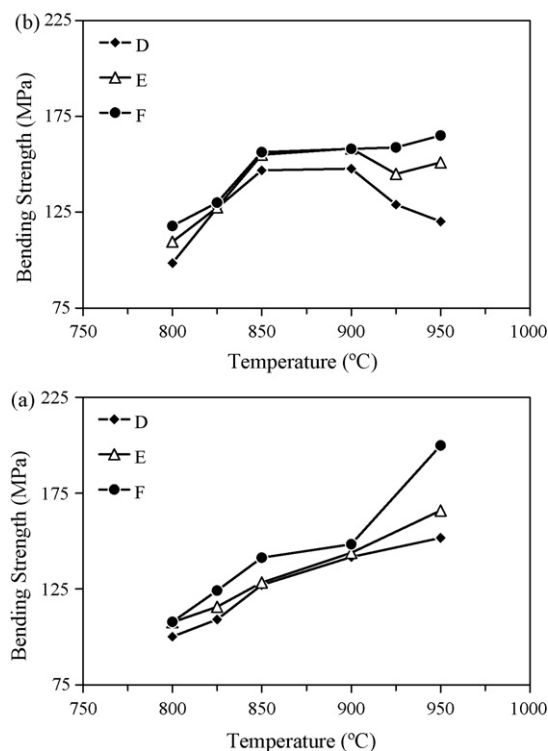 (b)
225
175
125
75
D
E
F
Bending Strength (MPa)
750
800
850
900
950
1000
Temperature (ºC)
(a)
225
175
125
75
D
E
F
Bending Strength (MPa)
750
800
850
900
950
1000
Temperature (ºC)